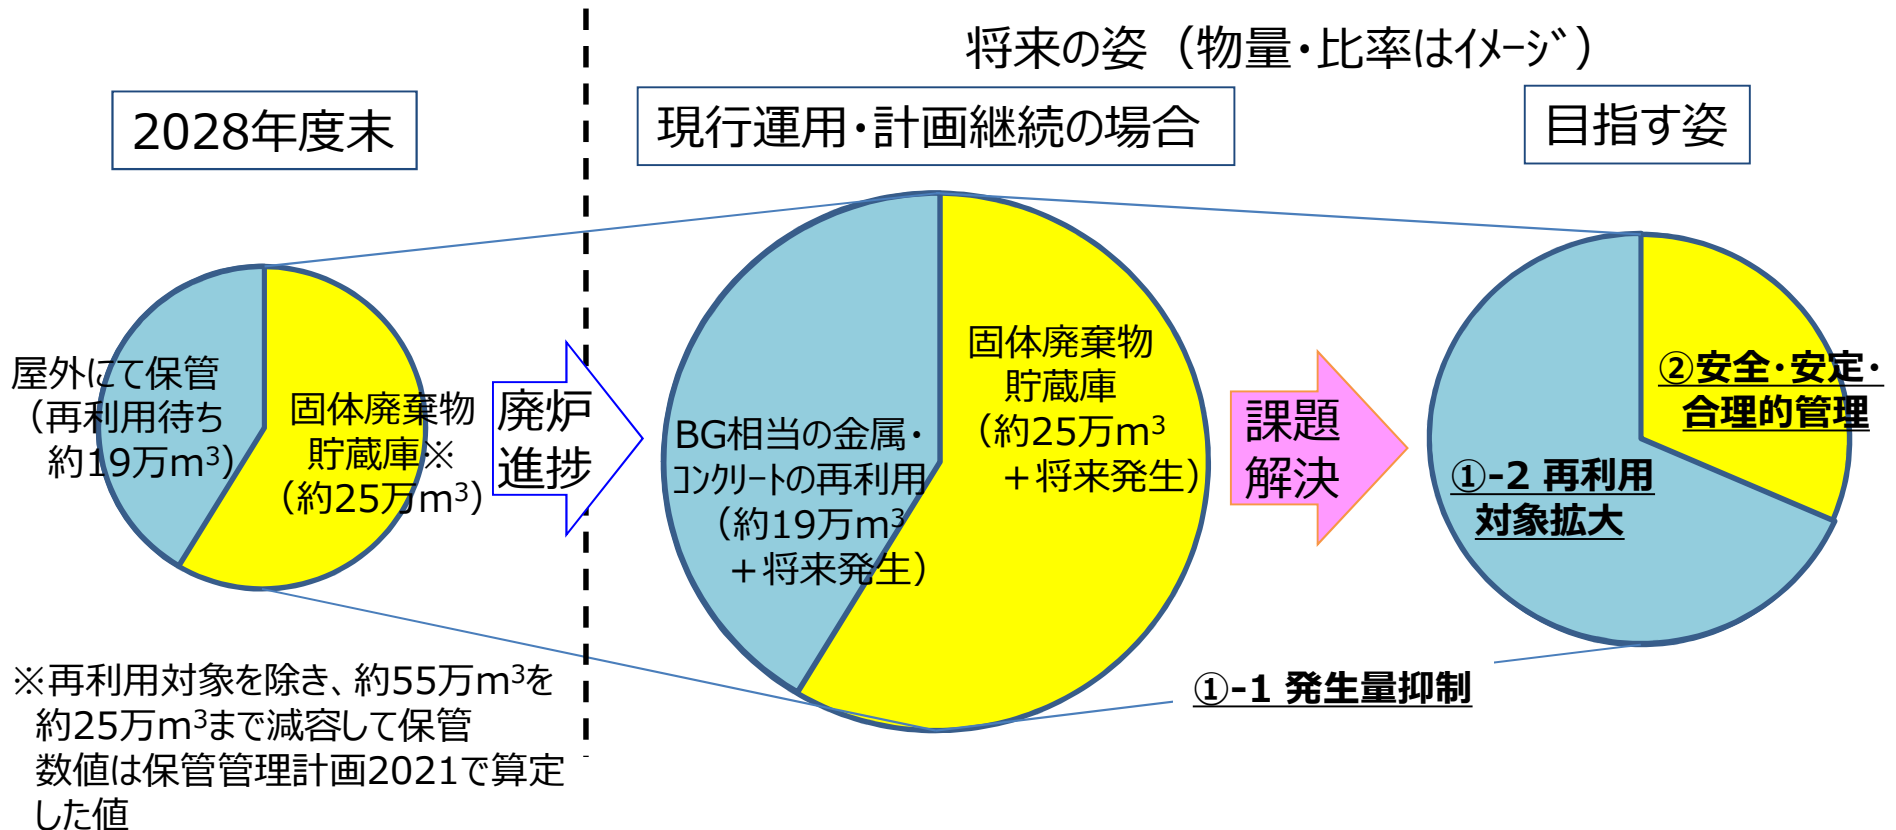 将来の姿（物量・比率はｲﾒｰｼﾞ）
2028年度末
現行運用・計画継続の場合
目指す姿
屋外にて保管
（再利用待ち
約19万m³）
固体廃棄物
貯蔵庫※
（約25万m³）
廃炉
進捗
BG相当の金属・
ｺﾝｸﾘｰﾄの再利用
（約19万m³
＋将来発生）
固体廃棄物
貯蔵庫
（約25万m³
＋将来発生）
課題
解決
②安全・安定・
合理的管理
①-2 再利用
対象拡大
①-1 発生量抑制
※再利用対象を除き、約55万m³を
約25万m³まで減容して保管
数値は保管管理計画2021で算定
した値